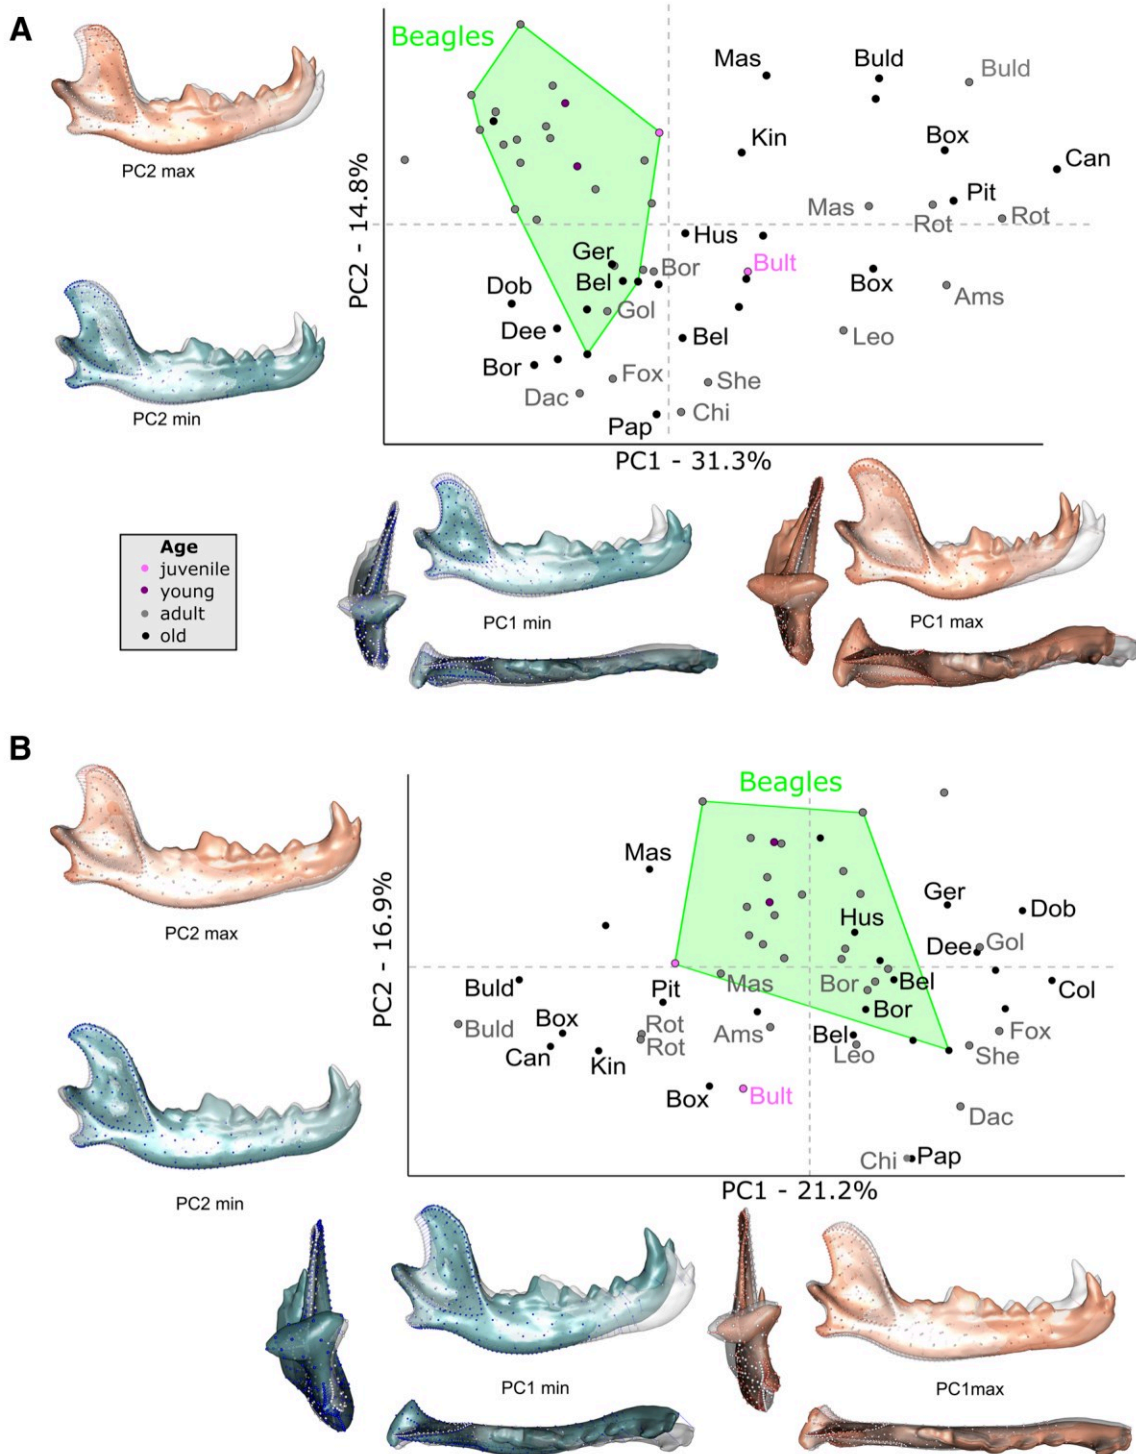 A
Beagles
Mas
Buld
Buld
PC2 max
Kin
Box
Can
PC2 - 14.8%
Mas
Rot
Pit
Rot
Hus
Ger
Bor
Bult
Bel
Box
Dob
Gol
Ams
Dee
Bel
Leo
Bor
Fox
She
PC2 min
Dac
Chi
Pap
PC1 - 31.3%
Age
juvenile
young
adult
old
PC1 min
PC1 max
B
Beagles
Mas
PC2 max
PC2 - 16.9%
Ger
Dob
Hus
Dee
Gol
Buld
Pit
Mas
Bor
Bel
Col
Buld
Box
Rot
Ams
Bor
Fox
Can
Kin
Rot
Bel
Leo
She
Box
Bult
Dac
Chi
Pap
PC2 min
PC1 - 21.2%
PC1 min
PC1max